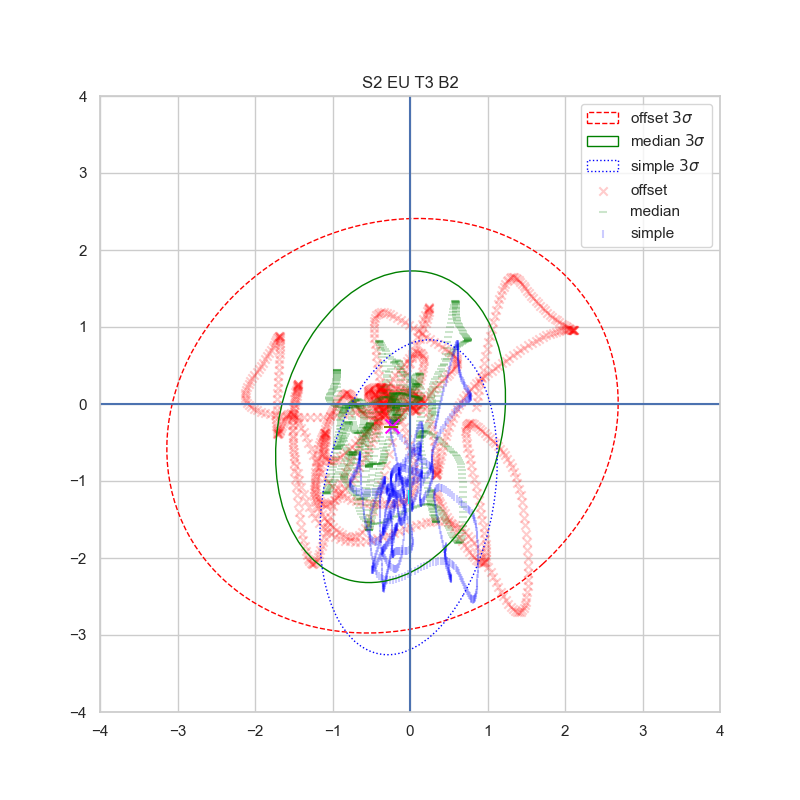 S2 EU T3 B2
offset 3σ
median 3σ
simple 3σ
offset
median
simple
4
3
2
1
0
−1
−2
−3
−4
−4 −3 −2 −1 0 1 2 3 4